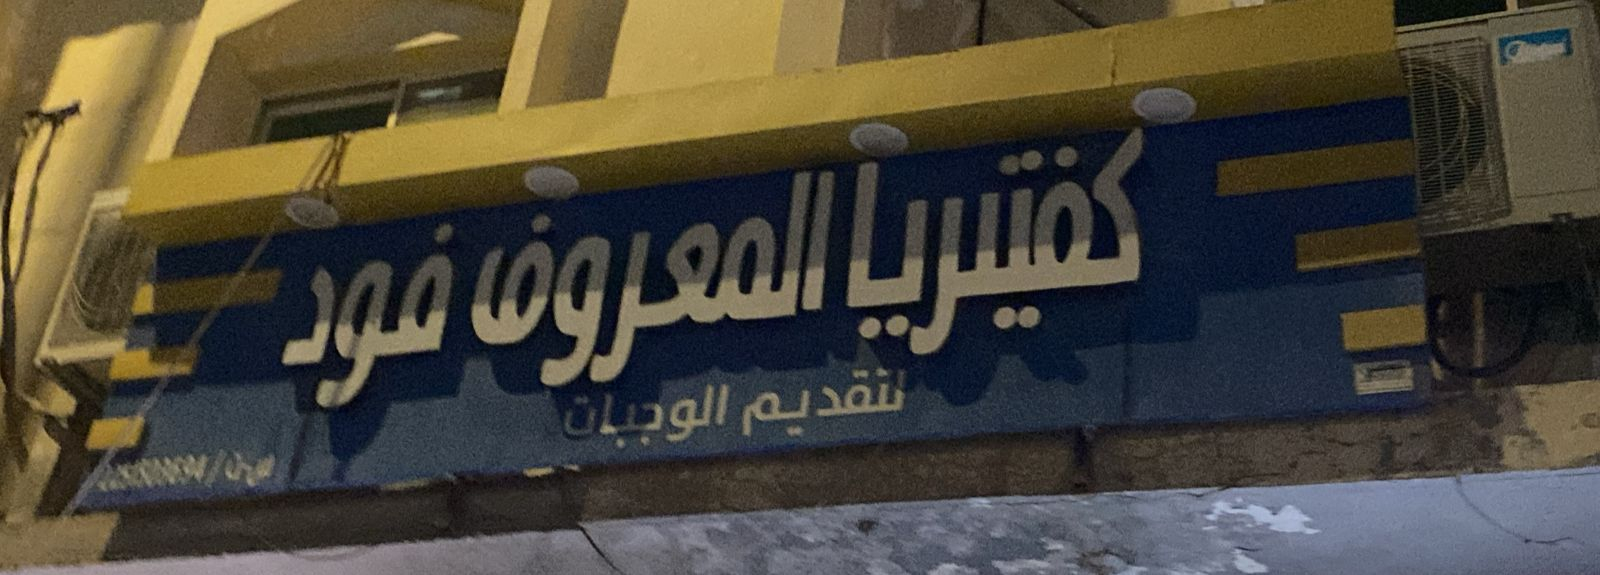 كفتيريا المعروف فود
لتقديم الوجبات